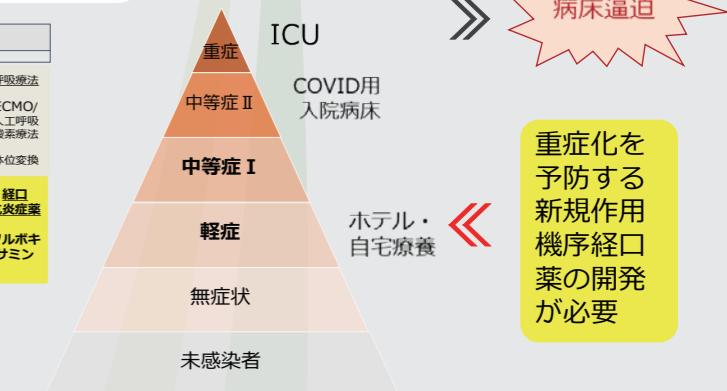 病床逼迫
ICU
重症
呼吸療法
ECMO/
人工呼吸
酸素療法
体位変換
COVID用
入院病床
中等症Ⅱ
中等症Ⅰ
経口
炎症薬
ルボキ
サミン
軽症
ホテル・
自宅療養
無症状
未感染者
重症化を
予防する
新規作用
機序経口
薬の開発
が必要